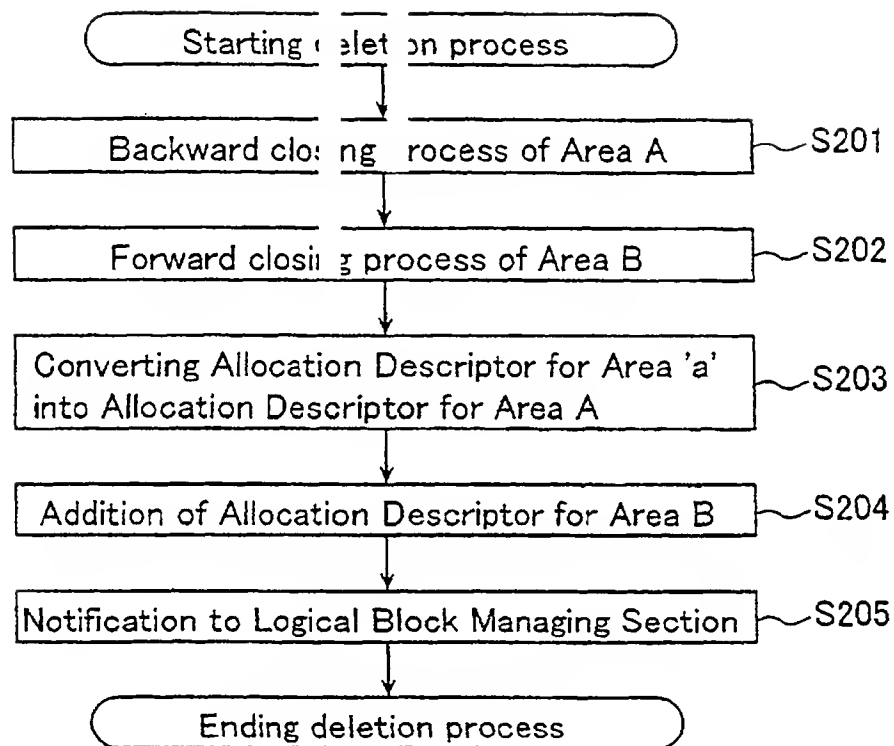 Starting deletion process
Backward closing process of Area A
S201
Forward closing process of Area B
S202
Converting Allocation Descriptor for Area 'a'
into Allocation Descriptor for Area A
S203
Addition of Allocation Descriptor for Area B
S204
Notification to Logical Block Managing Section
S205
Ending deletion process